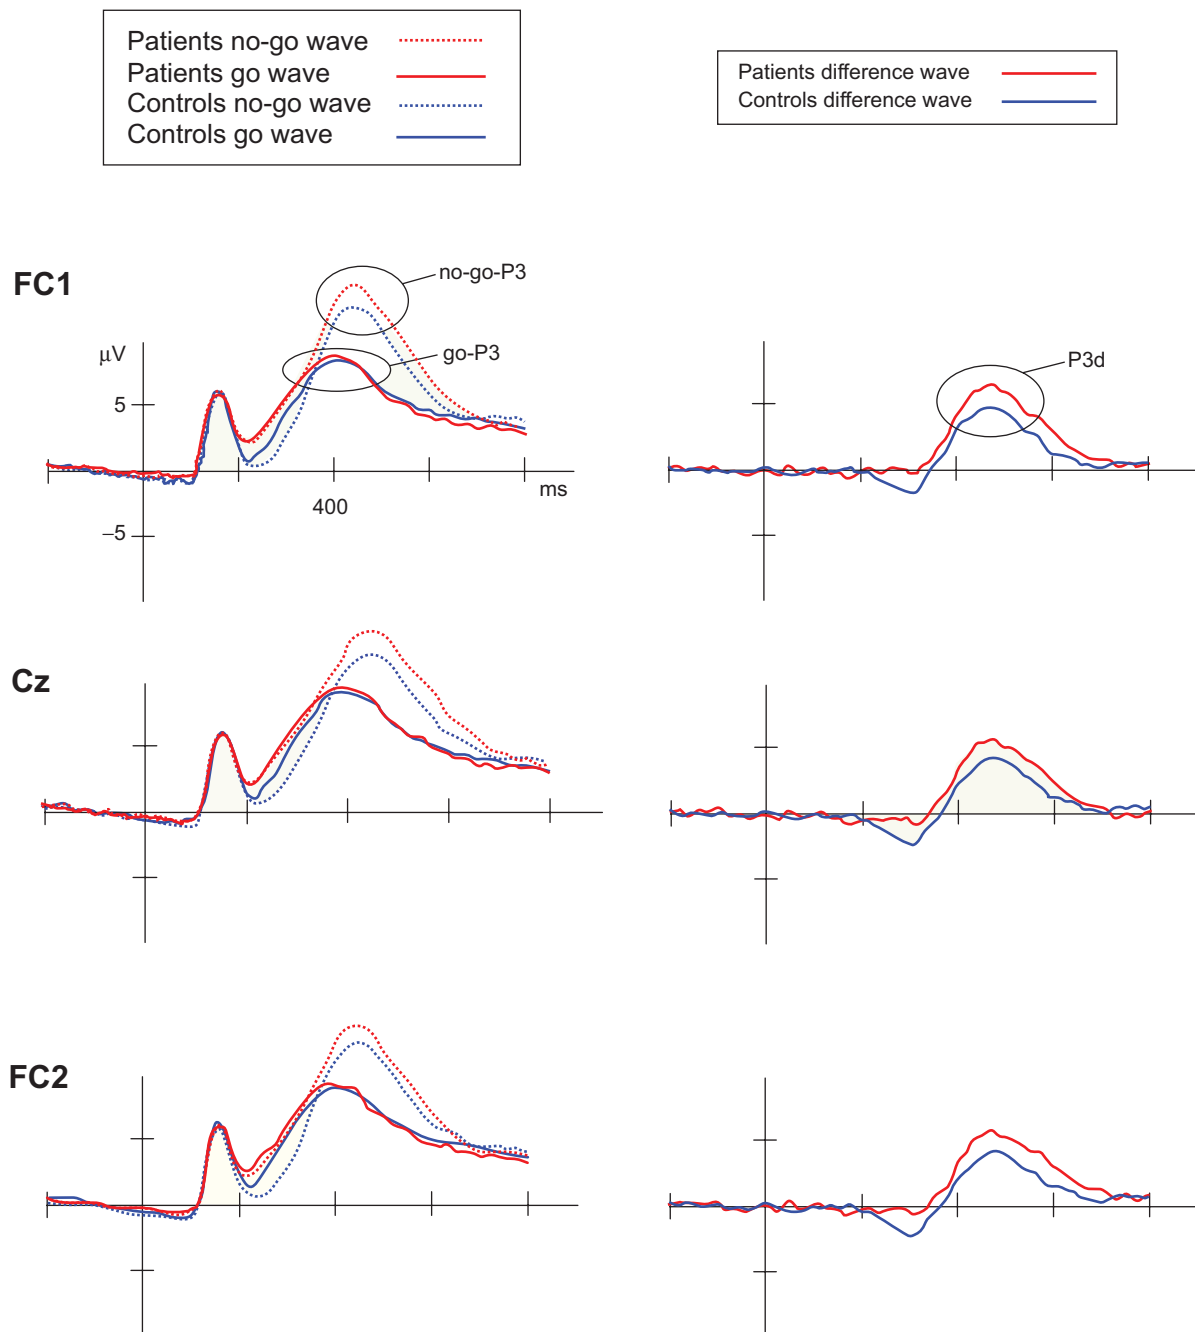 Patients no-go wave
Patients go wave
Controls no-go wave
Controls go wave
Patients difference wave
Controls difference wave
FC1
no-go-P3
go-P3
μV
5
−5
400
ms
P3d
Cz
FC2